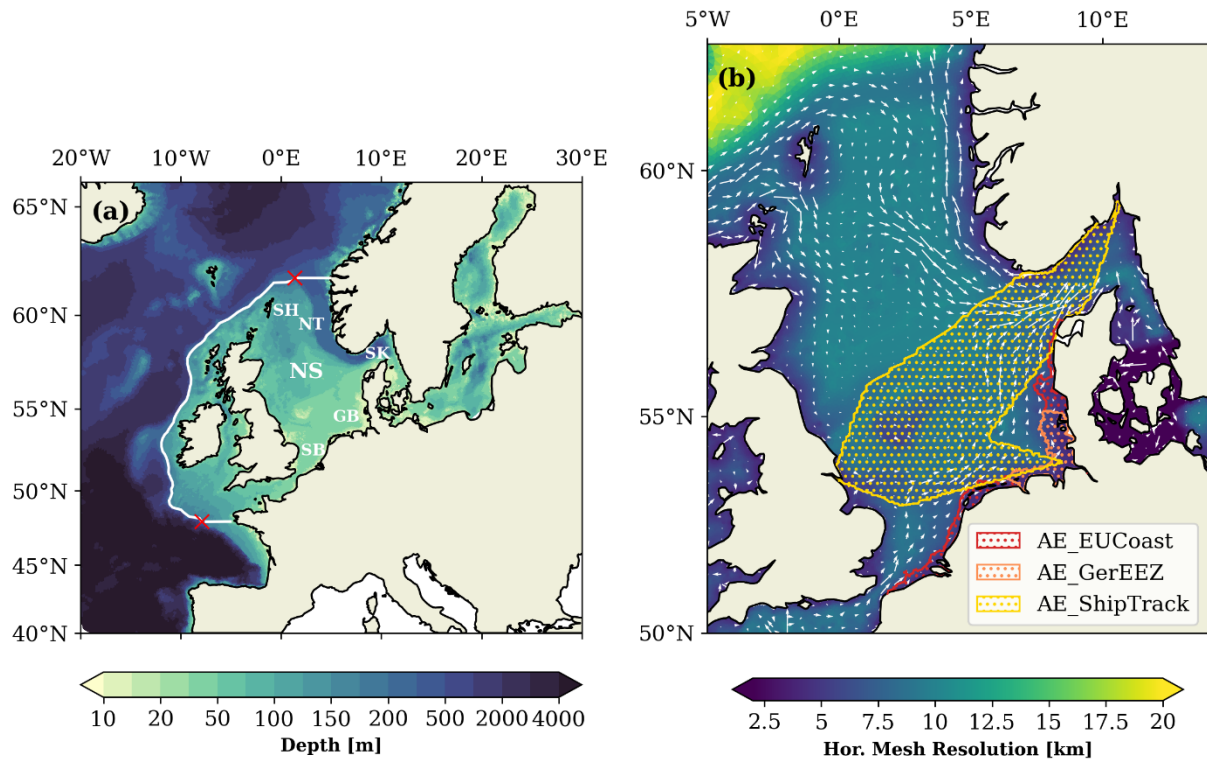 20°W 10°W 0°E 10°E 20°E 30°E
65°N
60°N
55°N
50°N
45°N
40°N
(a)
SH
NT
SK
NS
GB
SB
10 20 50 100 150 200 500 2000 4000
Depth [m]
5°W 0°E 5°E 10°E
60°N
55°N
50°N
(b)
AE_EUCoast
AE_GerEEZ
AE_ShipTrack
2.5 5 7.5 10 12.5 15 17.5 20
Hor. Mesh Resolution [km]